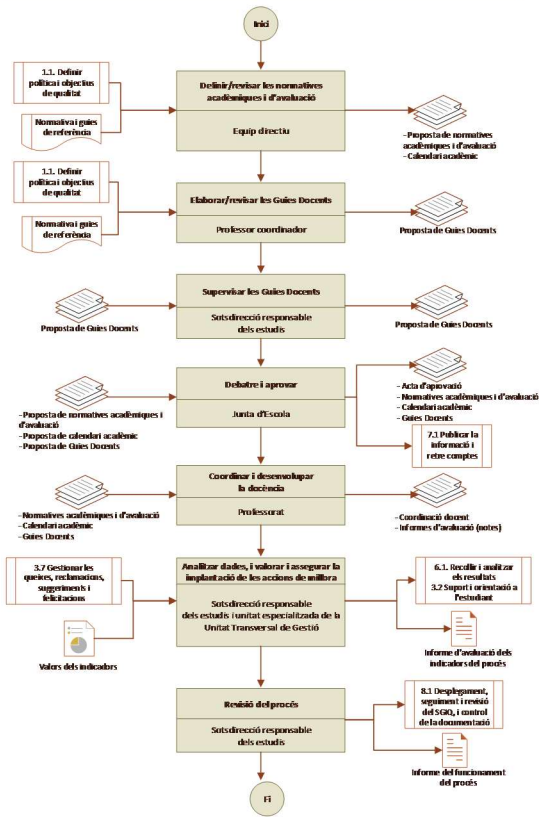 Inici
1.1. Definir
política i objectius
de qualitat
Normativa i guies
de referència
Definir/revisar les normatives
acadèmiques i d'avaluació
Equip directiu
- Proposta de normatives
acadèmiques i d'avaluació
- Calendari acadèmic
1.1. Definir
política i objectius
de qualitat
Normativa i guies
de referència
Elaborar/revisar les Guies Docents
Professor coordinador
Proposta de Guies Docents
Proposta de Guies Docents
Supervisar les Guies Docents
Sotsdirecció responsable
dels estudis
Proposta de Guies Docents
- Proposta de normatives acadèmiques i
d'avaluació
- Proposta de calendari acadèmic
- Proposta de Guies Docents
Debatre i aprovar
Junta d'Escola
- Acta d'aprovació
- Normatives acadèmiques i d'avaluació
- Calendari acadèmic
- Guies Docents
7.1 Publicar la
informació i
retre comptes
- Normatives acadèmiques i d'avaluació
- Calendari acadèmic
- Guies Docents
Coordinar i desenvolupar
la docència
Professorat
- Coordinació docent
- Informes d'avaluació (notes)
3.7 Gestionar les
queixes, reclamacions,
suggeriments i
felicitacions
Valors dels indicadors
Analitzar dades, i valorar i assegurar la
implantació de les accions de millora
Sotsdirecció responsable
dels estudis i unitat especialitzada de la
Unitat Transversal de Gestió
6.1. Recollir i analitzar
els resultats
3.2 Suport i orientació a
l'estudiant
Informe d'avaluació dels
indicadors del procés
Revisió del procés
Sotsdirecció responsable
dels estudis
8.1 Desplegament,
seguiment i revisió
del SGIQ, i control
de la documentació
Informe del funcionament
del procés
Fi